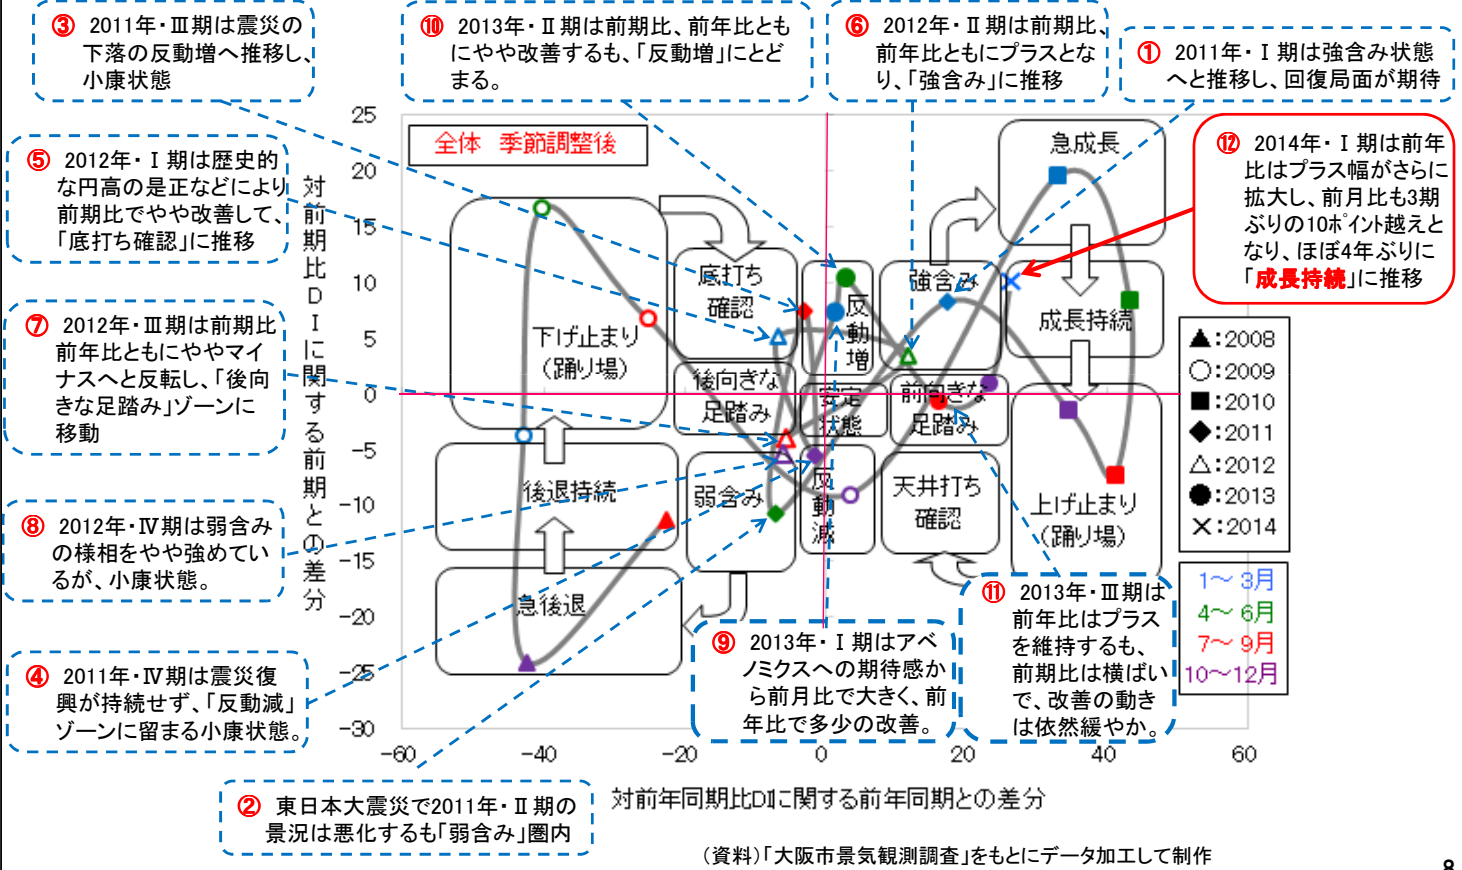 ③ 2011年・Ⅲ期は震災の
下落の反動増へ推移し、
小康状態
⑩ 2013年・Ⅱ期は前期比、前年比とも
にやや改善するも、「反動増」にとど
まる。
⑥ 2012年・Ⅱ期は前期比、
前年比ともにプラスとな
り、「強含み」に推移
① 2011年・Ⅰ期は強含み状態
へと推移し、回復局面が期待
⑤ 2012年・Ⅰ期は歴史的
な円高の是正などにより
前期比でやや改善して、
「底打ち確認」に推移
⑫ 2014年・Ⅰ期は前年
比はプラス幅がさらに
拡大し、前月比も3期
ぶりの10ポイント越えと
なり、ほぼ4年ぶりに
「成長持続」に推移
⑦ 2012年・Ⅲ期は前期比
前年比ともにややマイ
ナスへと反転し、「後向
きな足踏み」ゾーンに
移動
⑧ 2012年・Ⅳ期は弱含み
の様相をやや強めてい
るが、小康状態。
④ 2011年・Ⅳ期は震災復
興が持続せず、「反動減」
ゾーンに留まる小康状態。
② 東日本大震災で2011年・Ⅱ期の
景況は悪化するも「弱含み」圏内
⑨ 2013年・Ⅰ期はアベ
ノミクスへの期待感か
ら前月比で大きく、前
年比で多少の改善。
⑪ 2013年・Ⅲ期は
前年比はプラス
を維持するも、
前期比は横ばい
で、改善の動き
は依然緩やか。
全体 季節調整後
対前期比DIに関する前期との差分
25
20
15
10
5
0
-5
-10
-15
-20
-25
-30
-60
-40
-20
0
20
40
60
対前年同期比DIに関する前年同期との差分
急成長
底打ち
確認
反動増
強含み
成長持続
下げ止まり
(踊り場)
後向きな
足踏み
安定
状態
前向きな
足踏み
後退持続
弱含み
反動減
天井打ち
確認
上げ止まり
(踊り場)
急後退
▲:2008
○:2009
■:2010
◆:2011
△:2012
●:2013
×:2014
1～ 3月
4～ 6月
7～ 9月
10～12月
(資料)「大阪市景気観測調査」をもとにデータ加工して制作
8